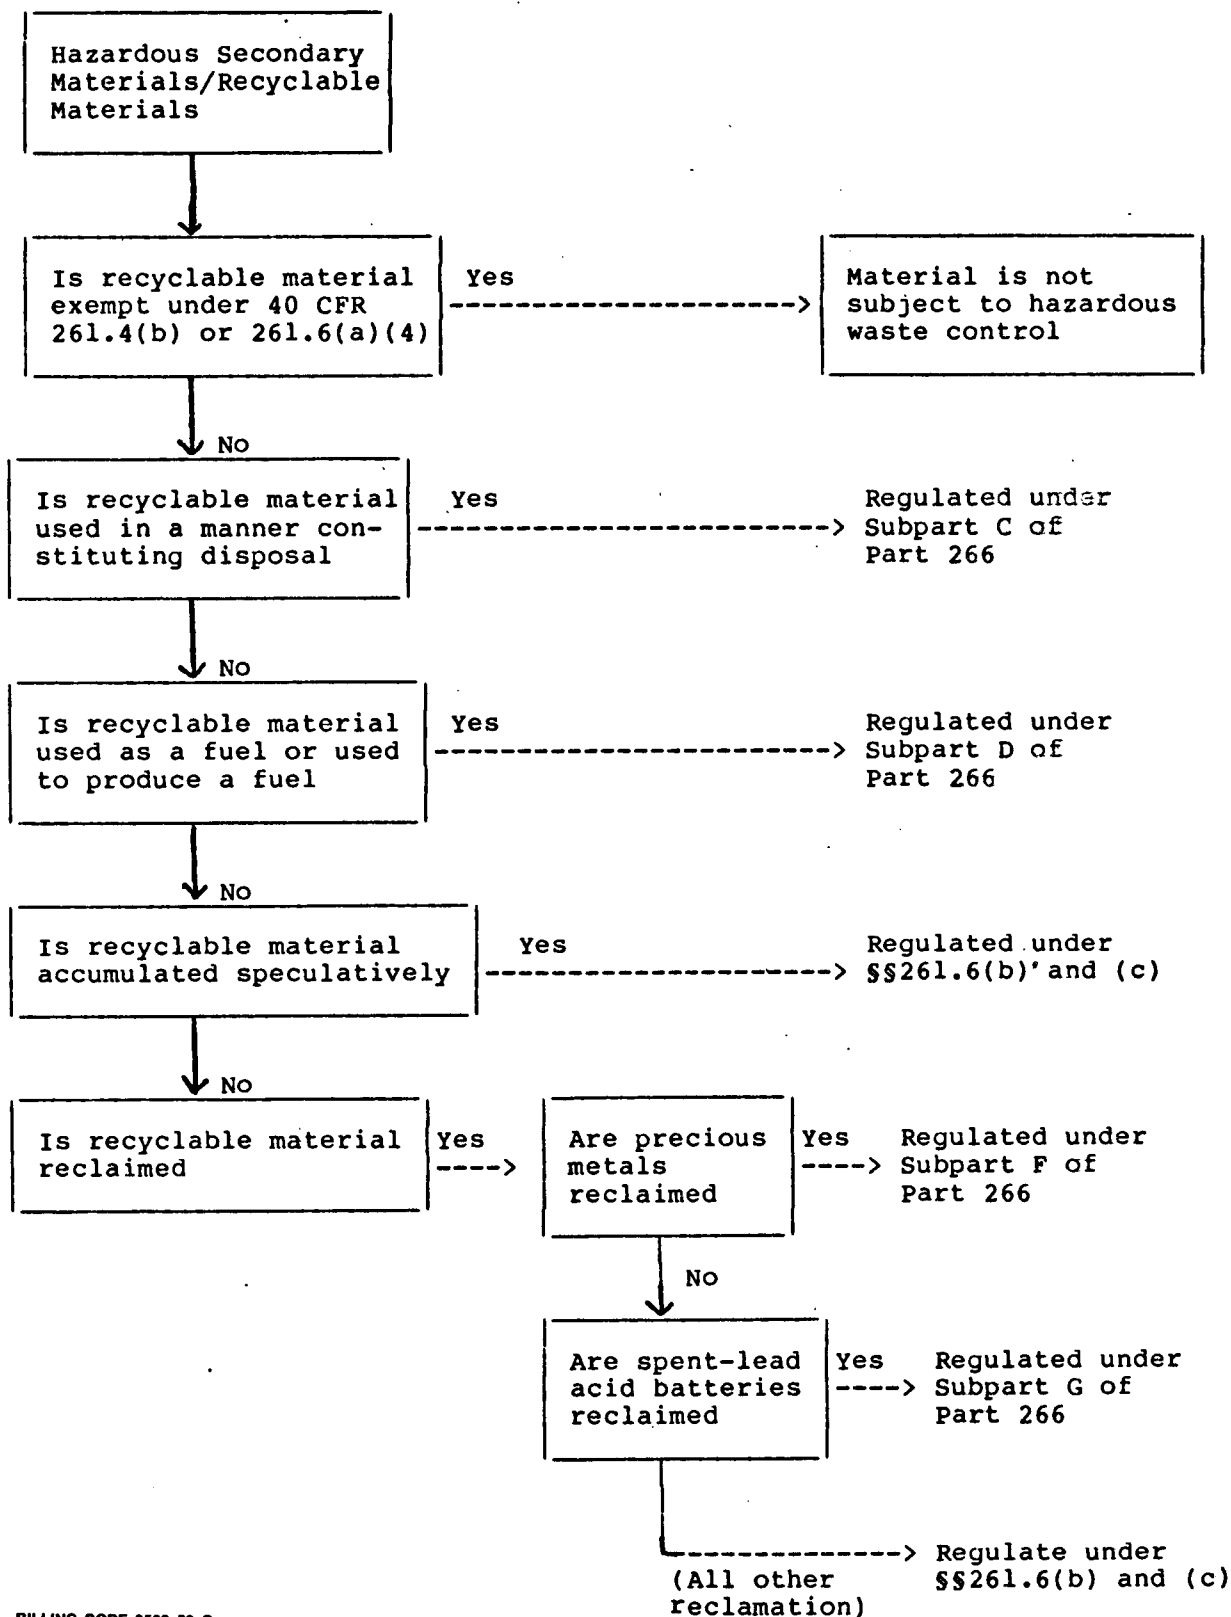 Hazardous Secondary
Materials/Recyclable
Materials
Is recyclable material
exempt under 40 CFR
261.4(b) or 261.6(a)(4)
Yes
Material is not
subject to hazardous
waste control
No
Is recyclable material
used in a manner con-
stituting disposal
Yes
Regulated under
Subpart C of
Part 266
No
Is recyclable material
used as a fuel or used
to produce a fuel
Yes
Regulated under
Subpart D of
Part 266
No
Is recyclable material
accumulated speculatively
Yes
Regulated under
§§261.6(b) and (c)
No
Is recyclable material
reclaimed
Yes
Are precious
metals
reclaimed
Yes
Regulated under
Subpart F of
Part 266
No
Are spent-lead
acid batteries
reclaimed
Yes
Regulated under
Subpart G of
Part 266
(All other
reclamation)
Regulate under
§§261.6(b) and (c)